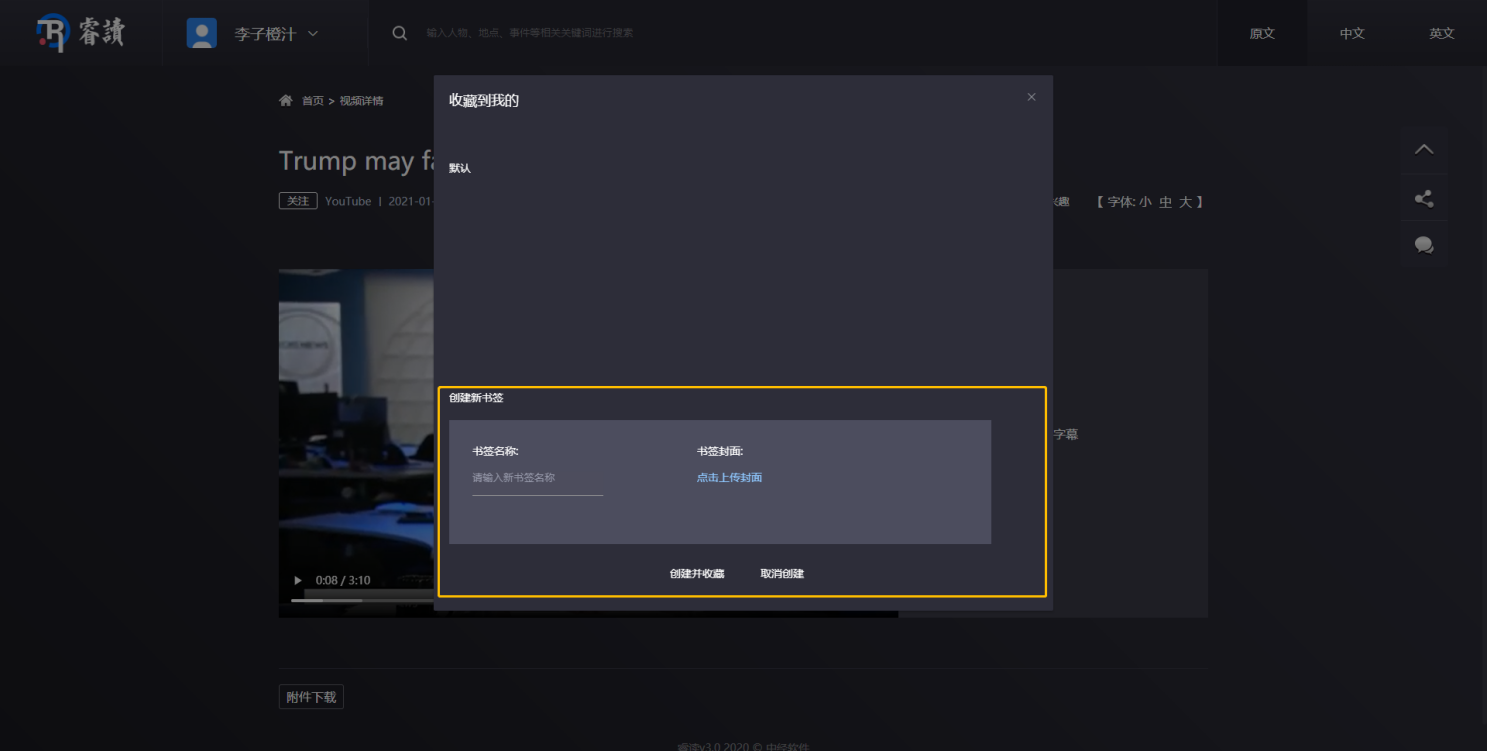 睿讀
李子橙汁
输入人物、地点、事件等相关关键词进行搜索
原文
中文
英文
首页 > 视频详情
收藏到我的
Trump may
默认
关注 YouTube | 2021-01-
趣
【 字体: 小 中 大 】
创建新书签
字幕
书签名称:
书签封面:
请输入新书签名称
点击上传封面
创建并收藏
取消创建
0:08 / 3:10
附件下载
睿读v3.0 2020 © 中经软件